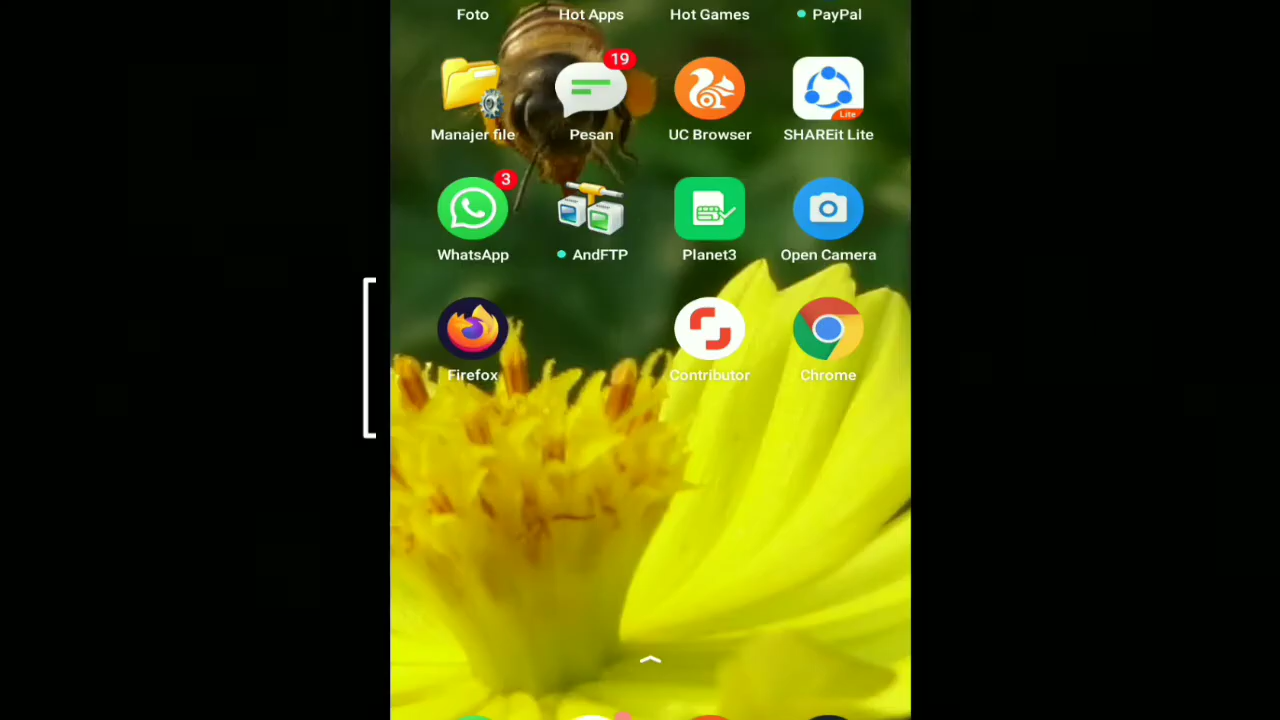 Foto Hot Apps Hot Games PayPal
19
Manajer file Pesan UC Browser SHAREit Lite
Lite
3
WhatsApp AndFTP Planet3 Open Camera
Firefox Contributor Chrome